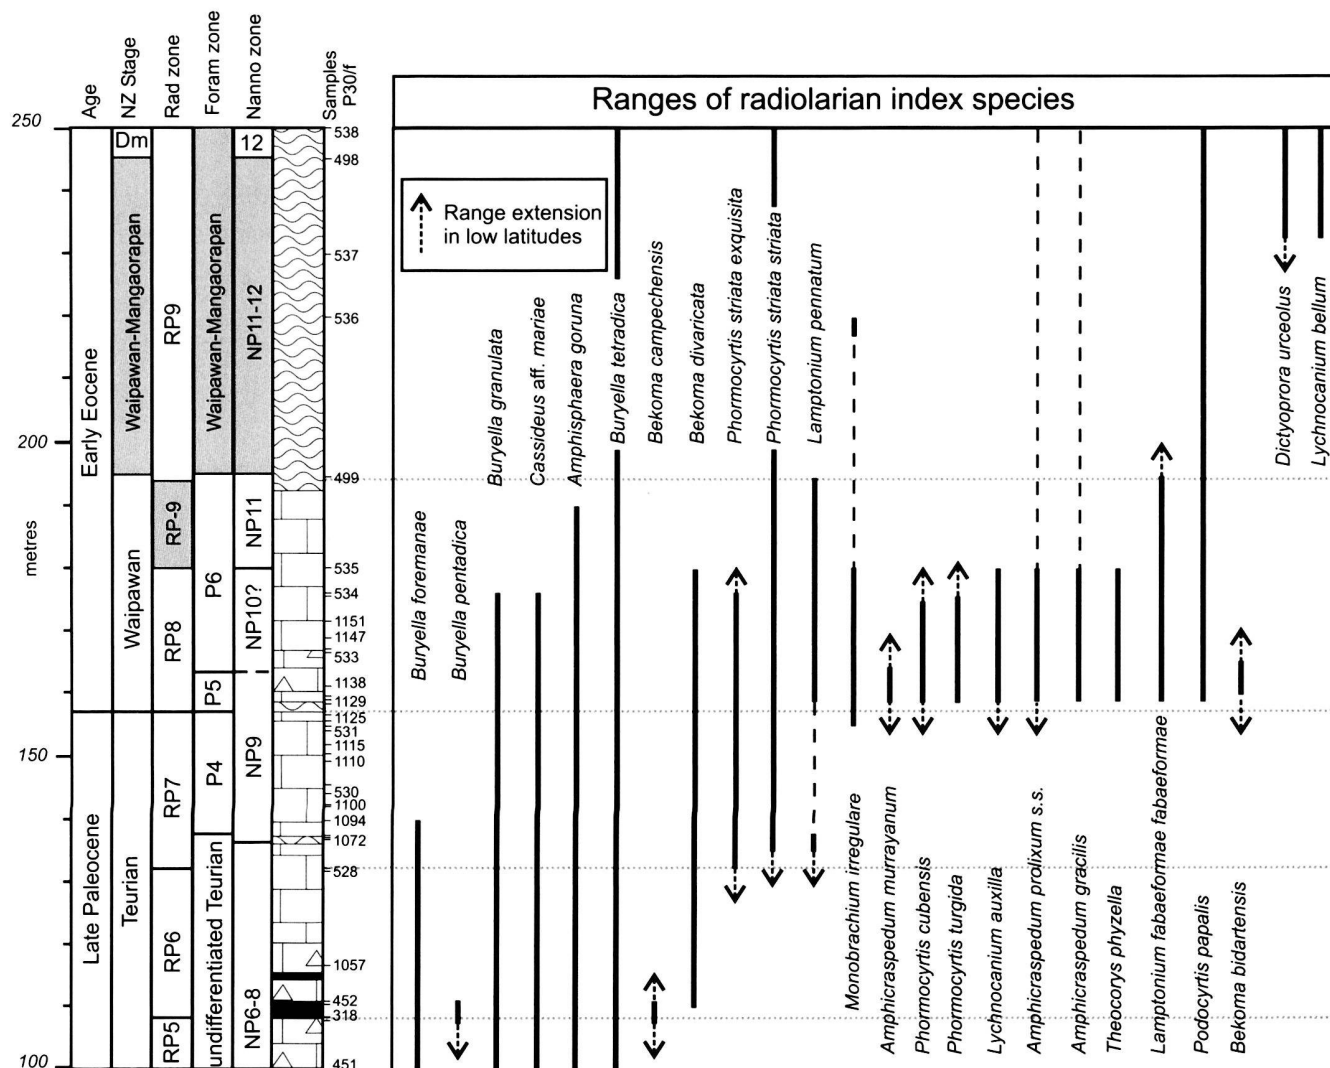 Age
NZ Stage
Rad zone
Foram zone
Nanno zone
Samples
P30/f
Ranges of radiolarian index species
250
200
150
100
metres
Early Eocene
Late Paleocene
Dm
Waipawan-Mangaorapan
Waipawan
Teurian
RP9
RP-9
RP8
RP7
RP6
RP5
Waipawan-Mangaorapan
P6
P5
P4
undifferentiated Teurian
12
NP11-12
NP11
NP10?
NP9
NP6-8
538
498
537
536
499
535
534
1151
1147
533
1138
1129
1125
531
1115
1110
530
1100
1094
1072
528
1057
452
318
451
Range extension
in low latitudes
Buryella foremanae
Buryella pentadica
Buryella granulata
Cassideus aff. mariae
Amphisphaera goruna
Buryella tetradica
Bekoma campechensis
Bekoma divaricata
Phormocyrtis striata exquisita
Phormocyrtis striata striata
Lamptonium pennatum
Monobrachium irregulare
Amphicraspedum murrayanum
Phormocyrtis cubensis
Phormocyrtis turgida
Lychnocanium auxilla
Amphicraspedum prolixum s.s.
Amphicraspedum gracilis
Theocorys phyzella
Lamptonium fabaeformae fabaeformae
Podocyrtis papalis
Bekoma bidartensis
Dictyoprora urceolus
Lychnocanium bellum